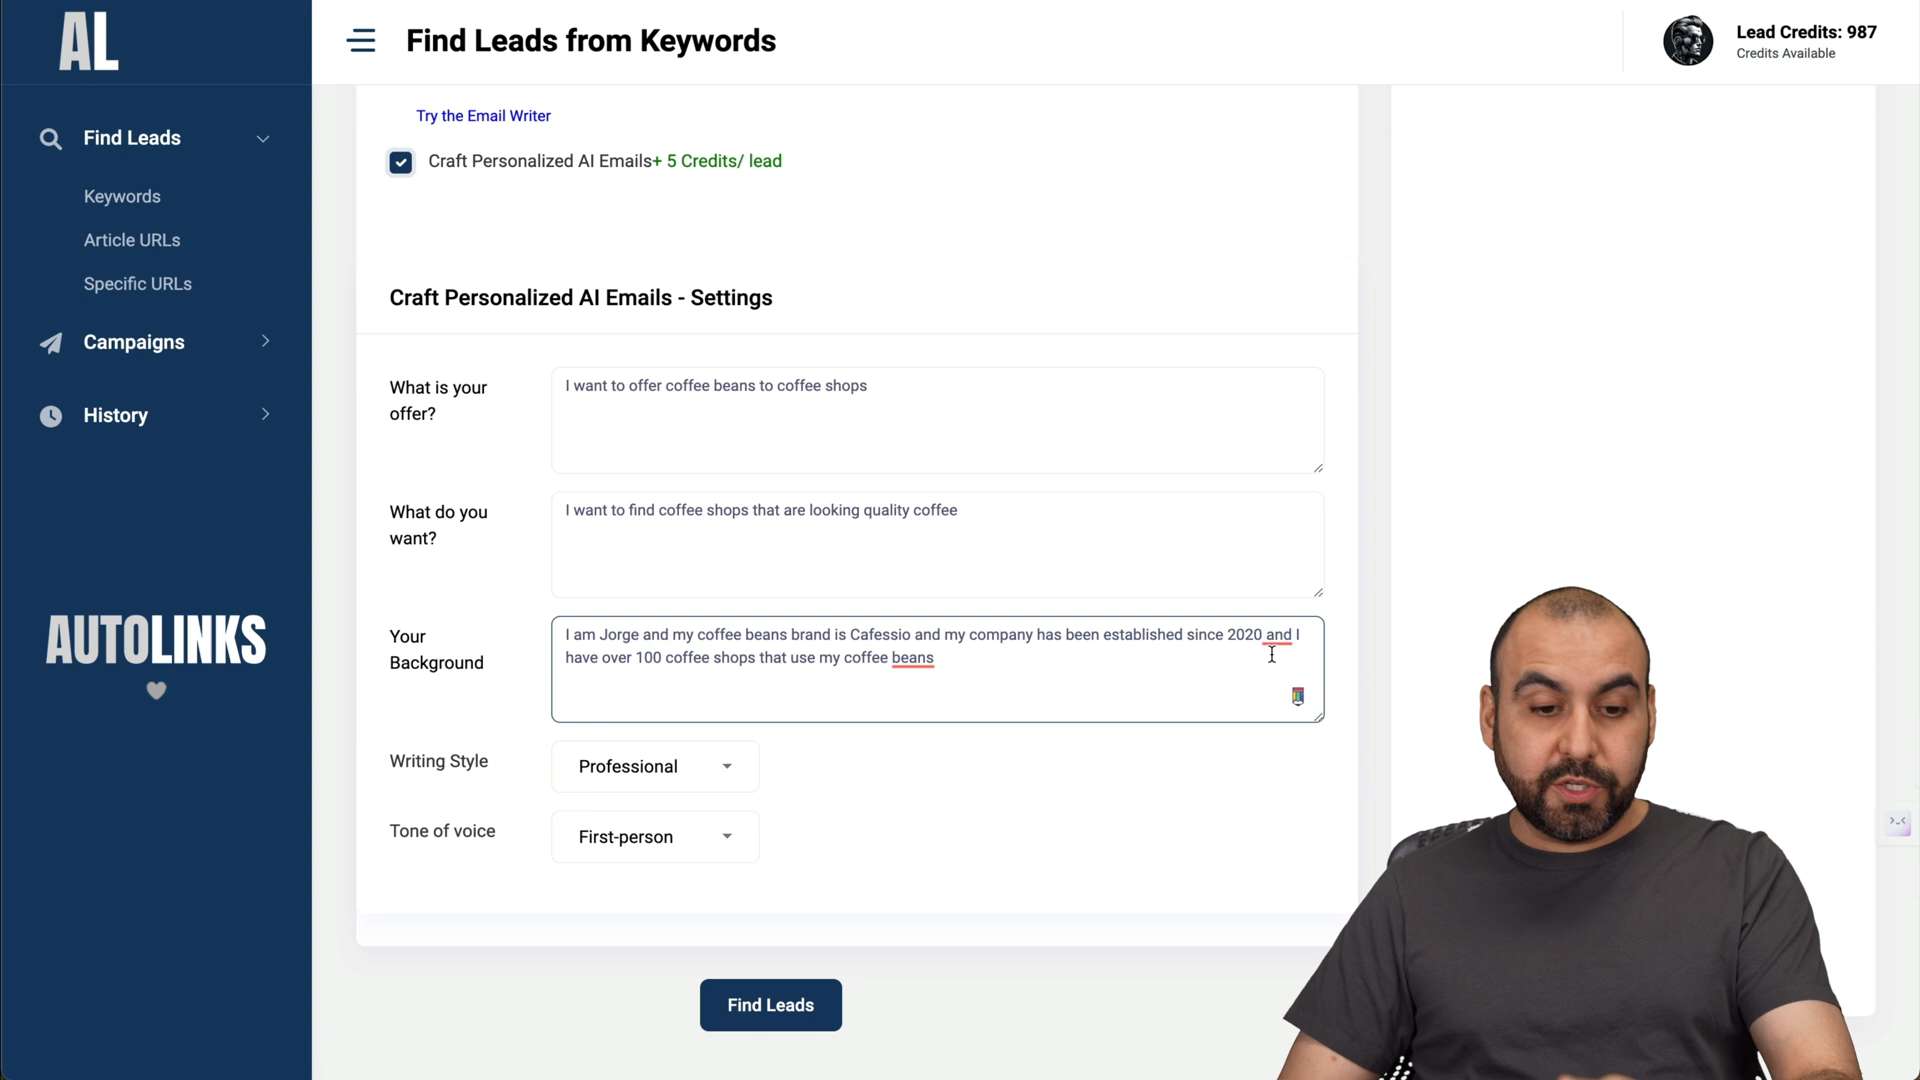 AL
Find Leads from Keywords
Lead Credits: 987
Credits Available
Find Leads
Keywords
Article URLs
Specific URLs
Campaigns
History
AUTOLINKS
Try the Email Writer
Craft Personalized AI Emails+ 5 Credits/ lead
Craft Personalized AI Emails - Settings
What is your
offer?
I want to offer coffee beans to coffee shops
What do you
want?
I want to find coffee shops that are looking quality coffee
Your
Background
I am Jorge and my coffee beans brand is Cafessio and my company has been established since 2020 and I
have over 100 coffee shops that use my coffee beans
Writing Style
Professional
Tone of voice
First-person
Find Leads